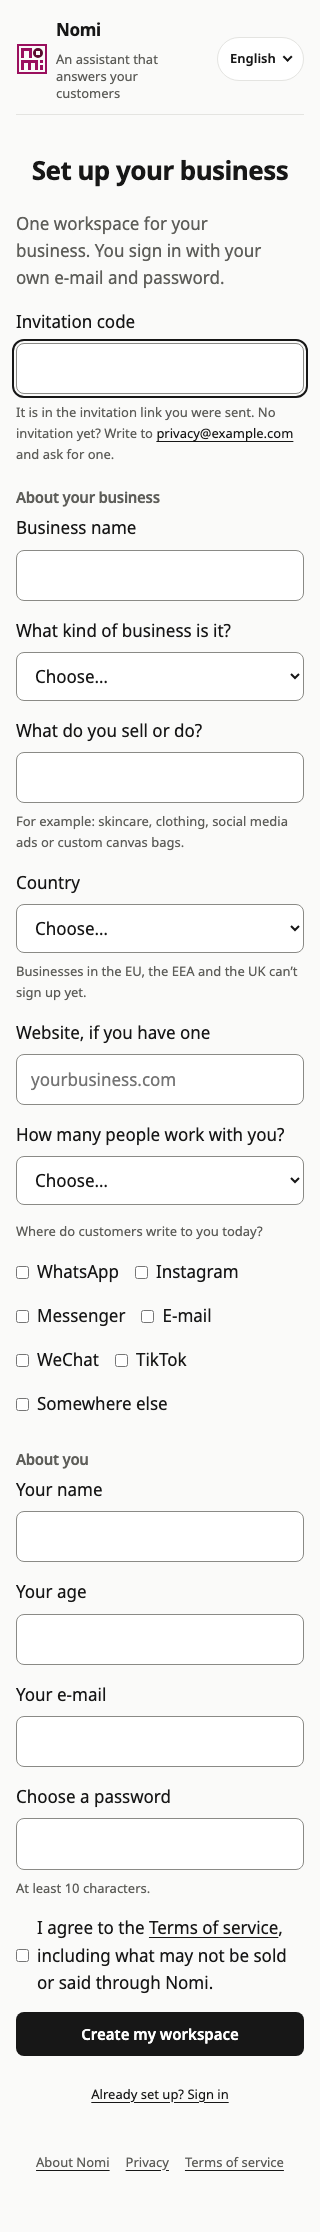 Nomi
An assistant that
answers your
customers
English
Set up your business
One workspace for your
business. You sign in with your
own e-mail and password.
Invitation code
It is in the invitation link you were sent. No
invitation yet? Write to privacy@example.com
and ask for one.
About your business
Business name
What kind of business is it?
Choose...
What do you sell or do?
For example: skincare, clothing, social media
ads or custom canvas bags.
Country
Choose...
Businesses in the EU, the EEA and the UK can't
sign up yet.
Website, if you have one
yourbusiness.com
How many people work with you?
Choose...
Where do customers write to you today?
WhatsApp Instagram
Messenger E-mail
WeChat TikTok
Somewhere else
About you
Your name
Your age
Your e-mail
Choose a password
At least 10 characters.
I agree to the Terms of service,
including what may not be sold
or said through Nomi.
Create my workspace
Already set up? Sign in
About Nomi Privacy Terms of service